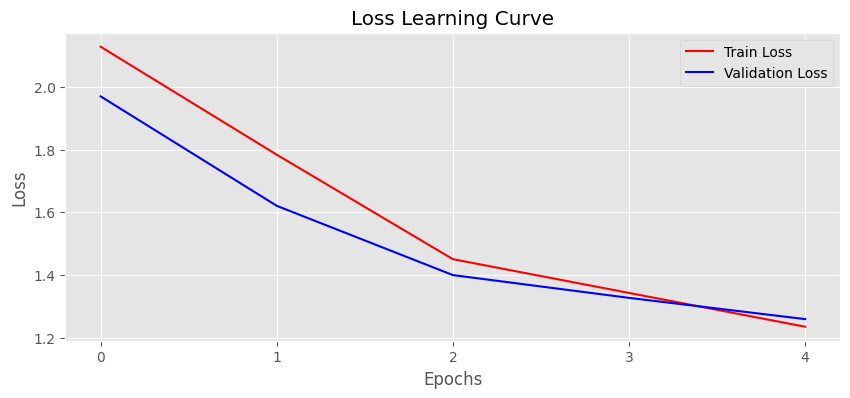 Loss Learning Curve
Train Loss
Validation Loss
Loss
2.0
1.8
1.6
1.4
1.2
0 1 2 3 4
Epochs